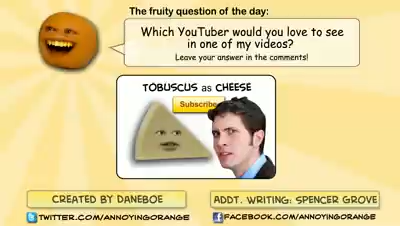 The fruity question of the day:
Which YouTuber would you love to see
in one of my videos?
Leave your answer in the comments!
TOBUSCUS AS CHEESE
Subscribe
CREATED BY DANEBOE
ADDT. WRITING: SPENCER GROVE
TWITTER.COM/ANNOYINGORANGE
FACEBOOK.COM/ANNOYINGORANGE